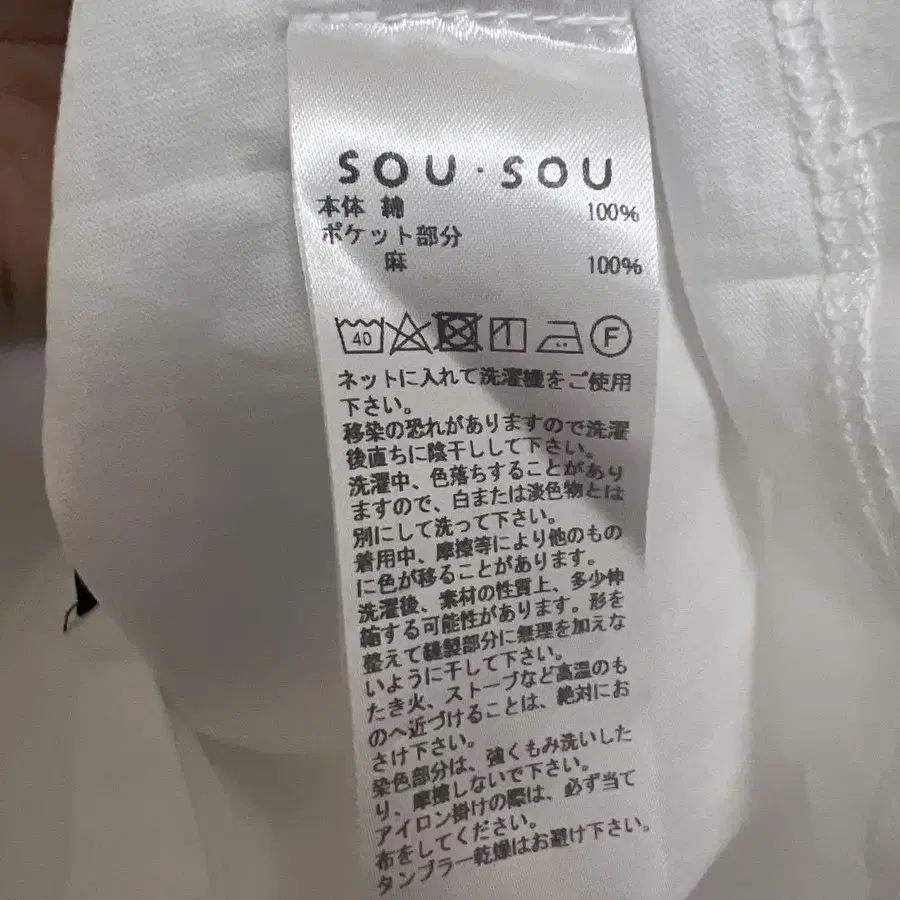 SOU・SOU
本体 綿 100%
ポケット部分
麻 100%
40 F
ネットに入れて洗濯機をご使用
下さい。
移染の恐れがありますので洗濯
後直ちに陰干しして下さい。
洗濯中、色落ちすることがあり
ますので、白または淡色物とは
別にして洗って下さい。
着用中、摩擦等により他のもの
に色が移ることがあります。
洗濯後、素材の性質上、多少伸
縮する可能性があります。形を
整えて縫製部分に無理を加えな
いように干して下さい。
たき火、ストーブなど高温のも
のへ近づけることは、絶対にお
さけ下さい。
染色部分は、強くもみ洗いした
り、摩擦しないで下さい。
アイロン掛けの際は、必ず当て
布をしてください。
タンブラー乾燥はお避け下さい。